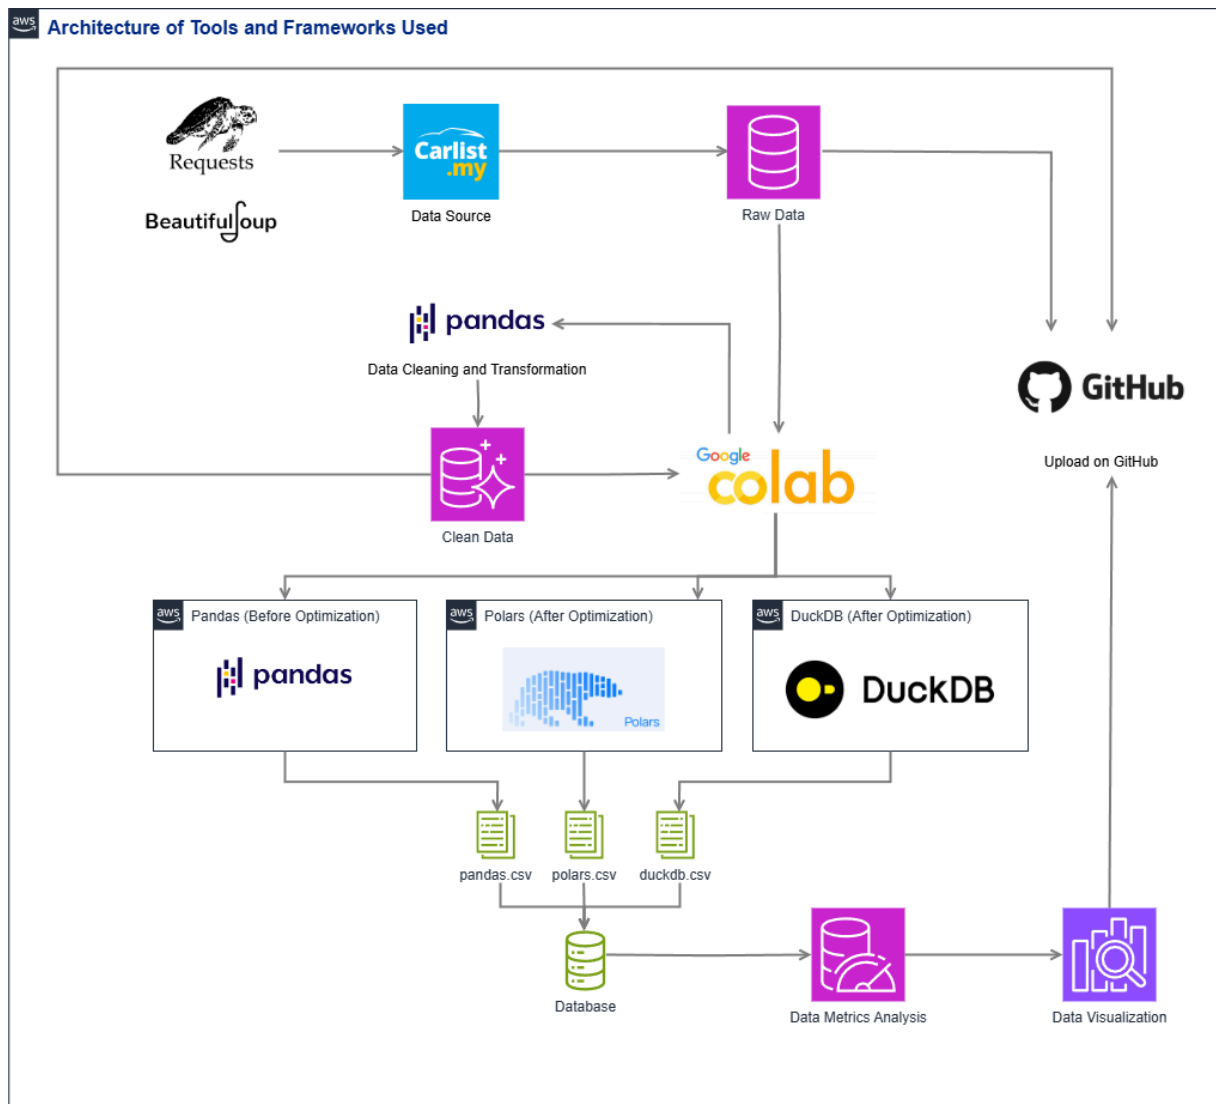 aws
Architecture of Tools and Frameworks Used
Requests
BeautifulSoup
Carlist
.my
Data Source
Raw Data
pandas
Data Cleaning and Transformation
GitHub
Upload on GitHub
Clean Data
Google
colab
aws
Pandas (Before Optimization)
pandas
aws
Polars (After Optimization)
Polars
aws
DuckDB (After Optimization)
DuckDB
pandas.csv
polars.csv
duckdb.csv
Database
Data Metrics Analysis
Data Visualization